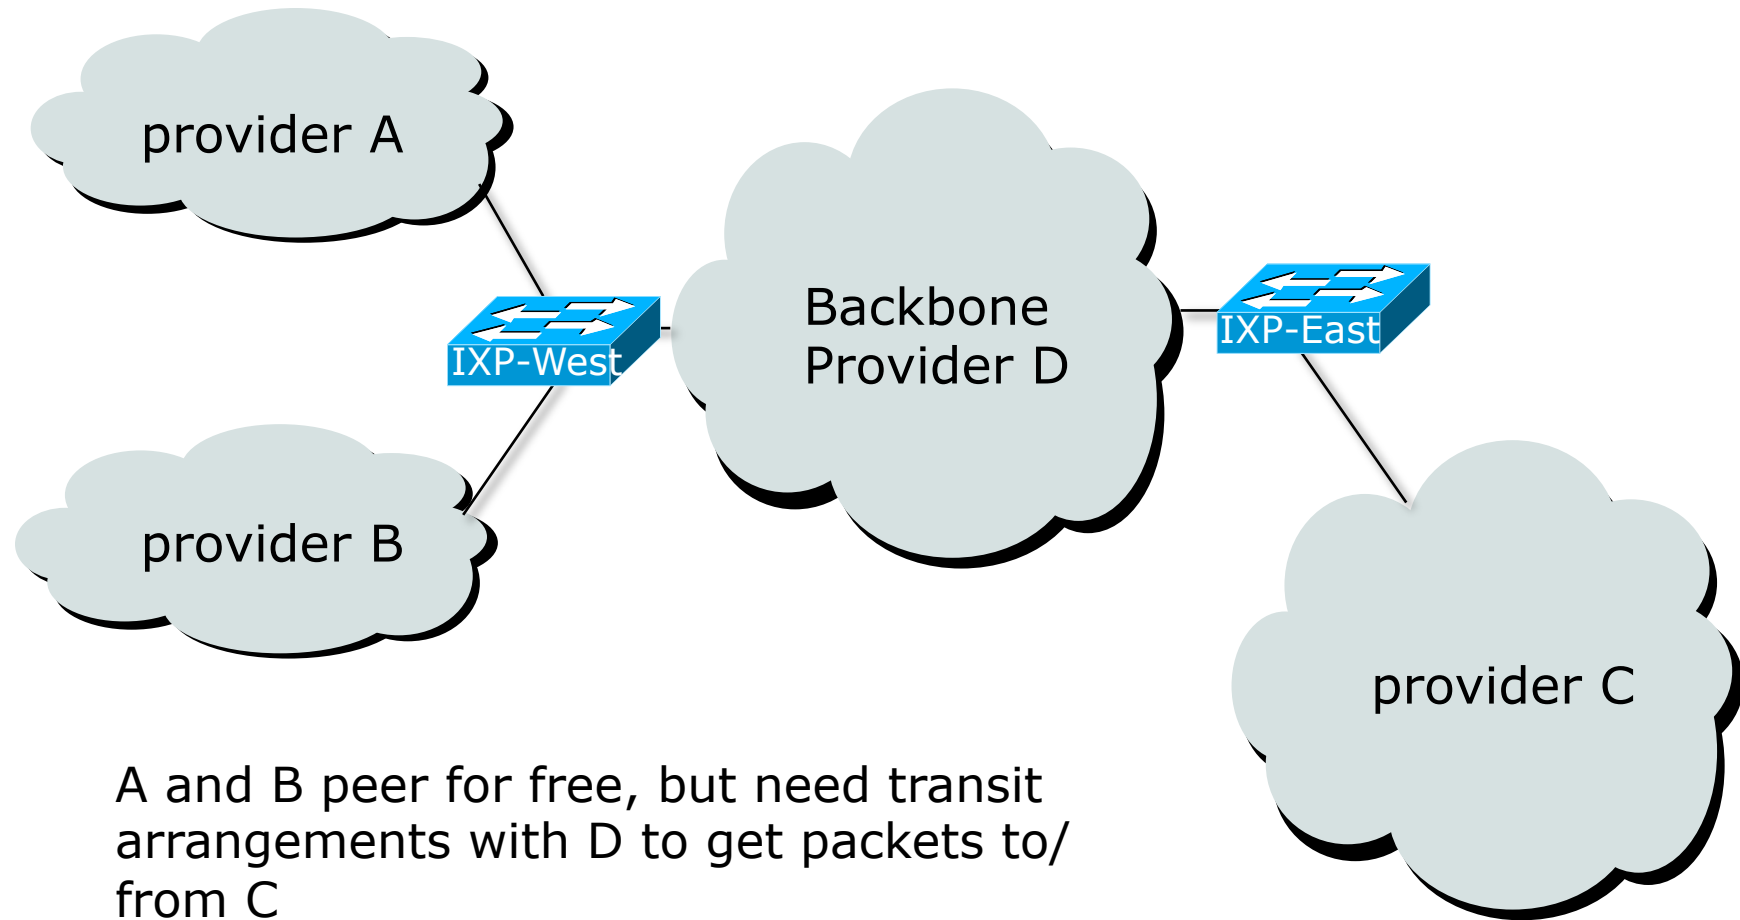 provider A
Backbone
Provider D
IXP-East
IXP-West
provider B
provider C
A and B peer for free, but need transit
arrangements with D to get packets to/
from C